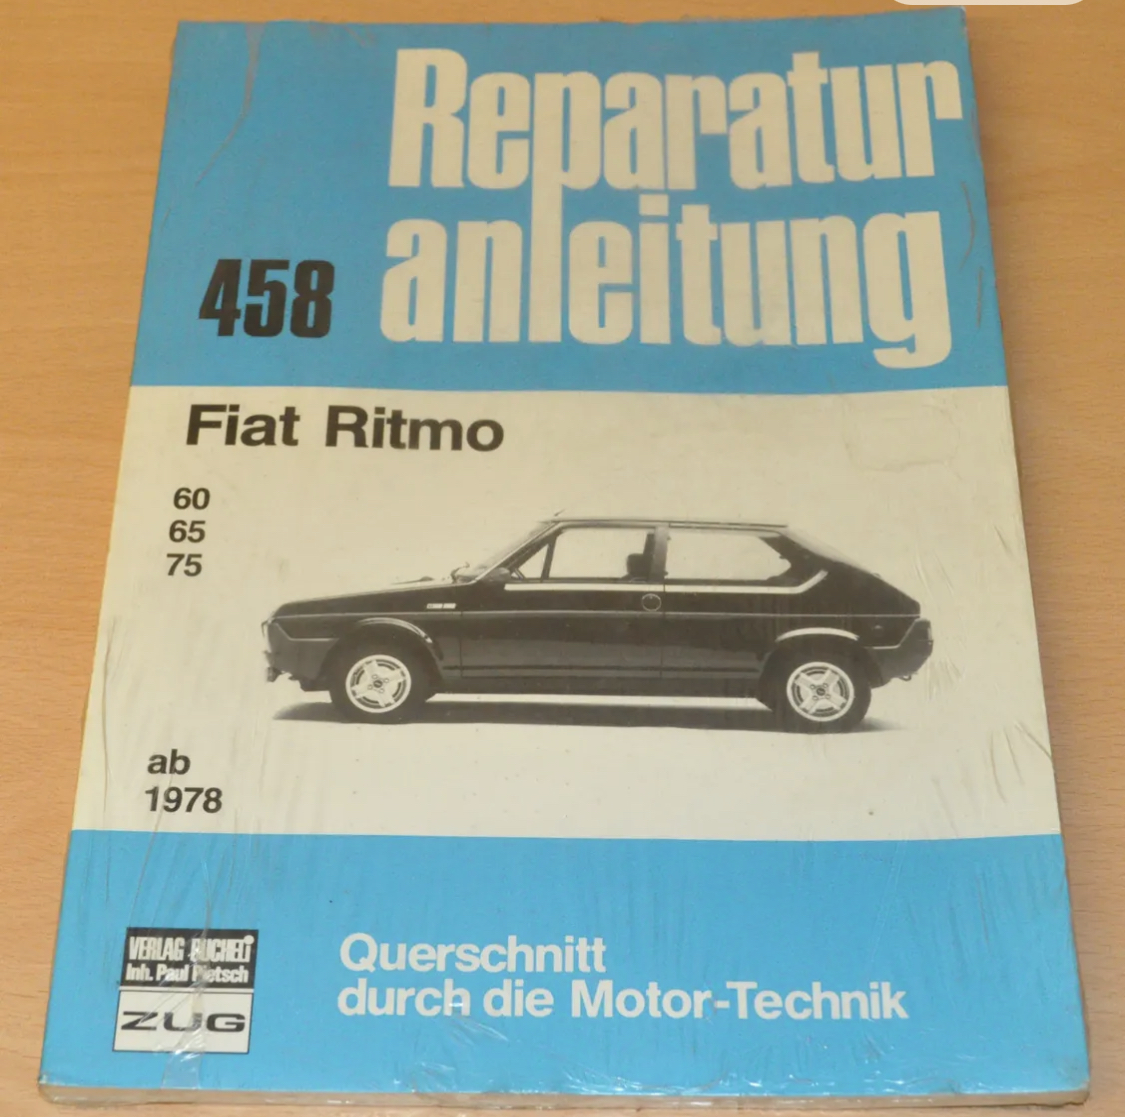 Reparatur
anleitung
458
Fiat Ritmo
60
65
75
ab
1978
VERLAG BUCHELI
Inh. Paul Pietsch
ZUG
Querschnitt
durch die Motor-Technik